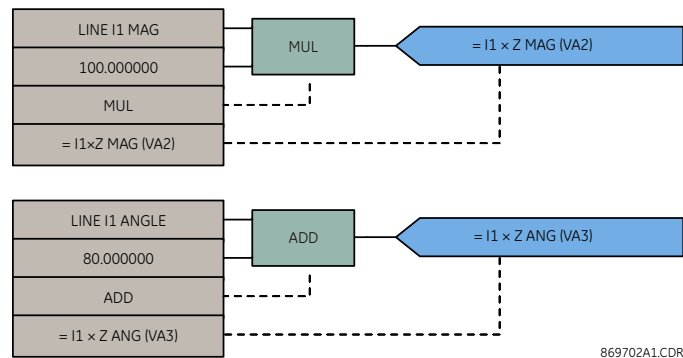 LINE I1 MAG
100.000000
MUL
= I1×Z MAG (VA2)
MUL
= I1 × Z MAG (VA2)
LINE I1 ANGLE
80.000000
ADD
= I1 × Z ANG (VA3)
ADD
= I1 × Z ANG (VA3)
869702A1.CDR